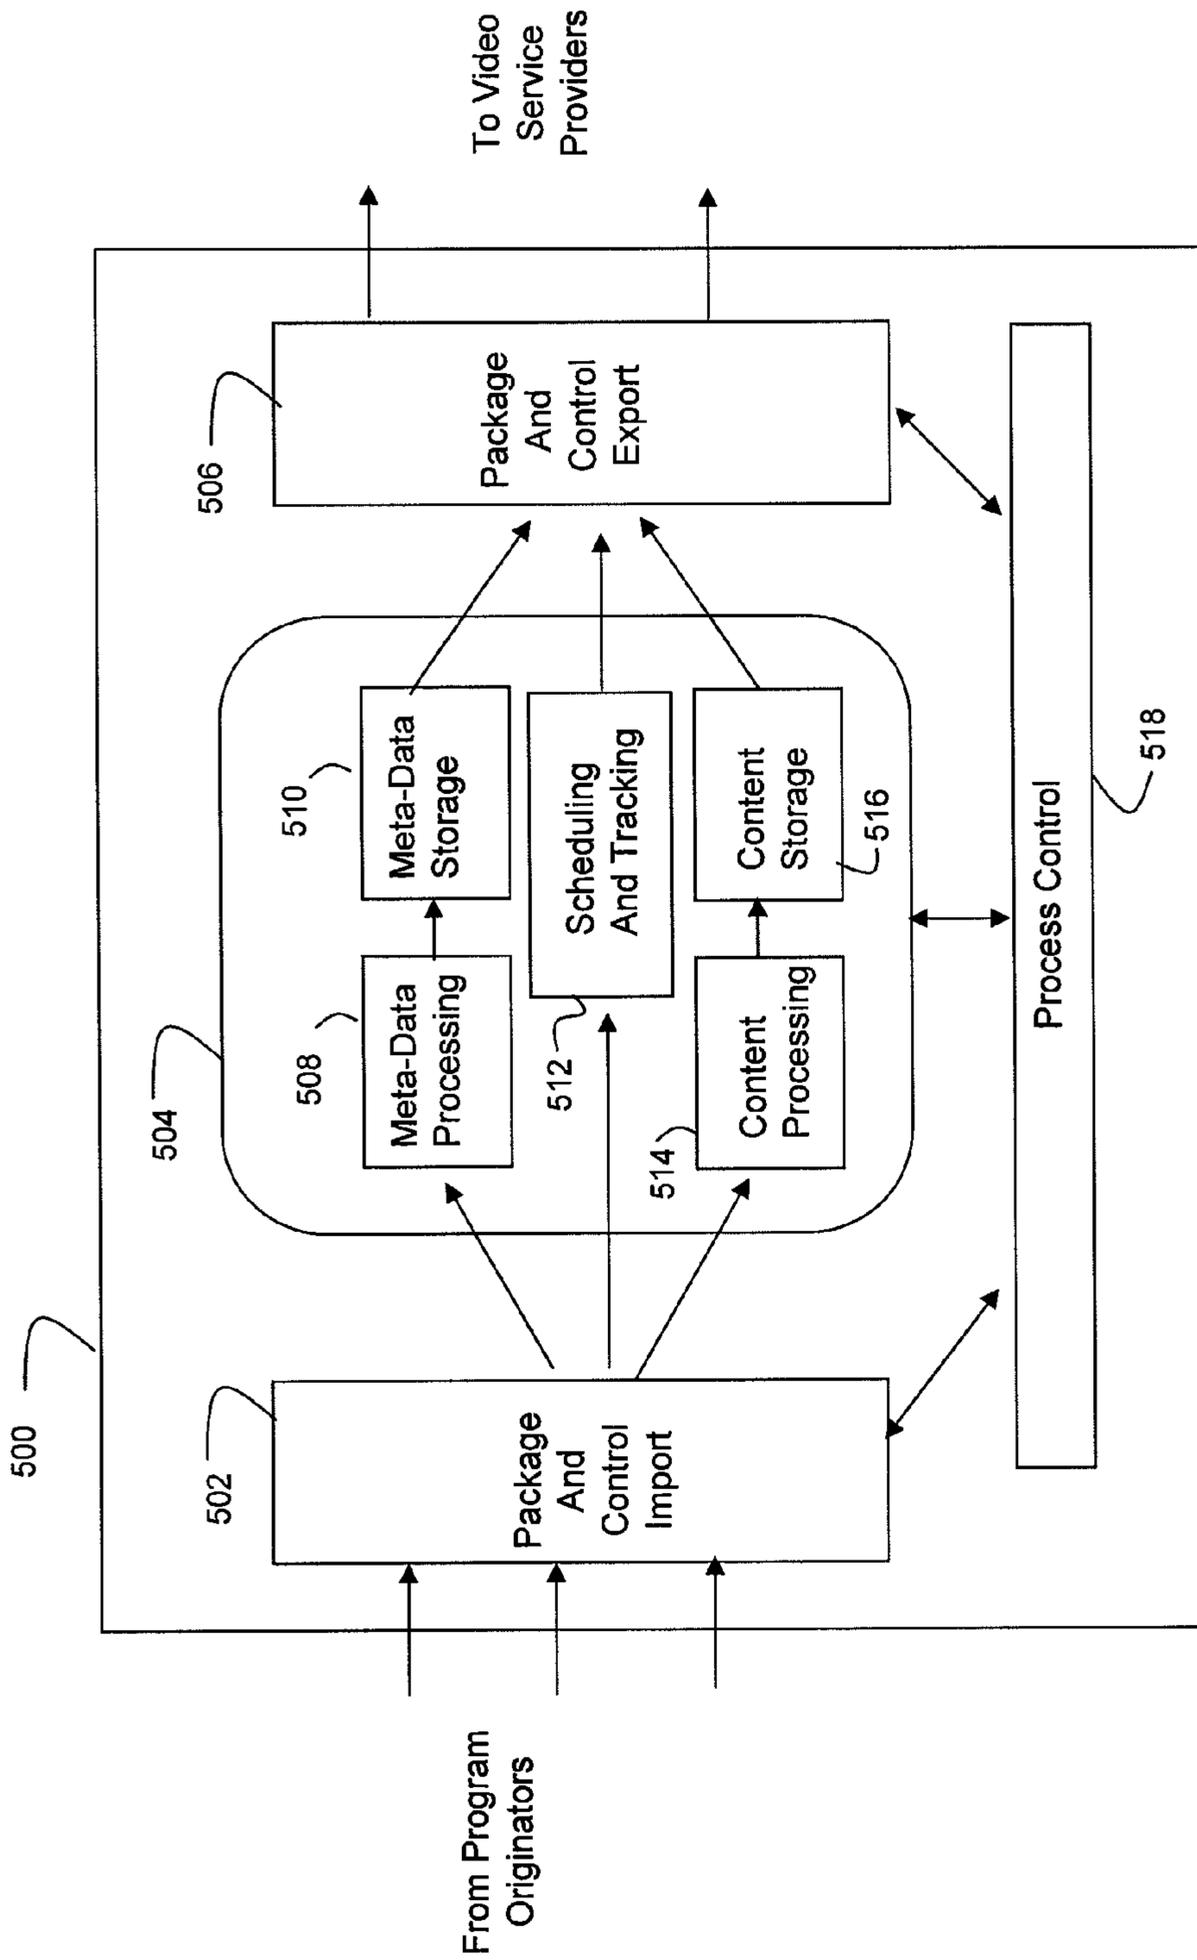 500
502
504
506
From Program
Originators
Package
And
Control
Import
508
Meta-Data
Processing
510
Meta-Data
Storage
512
Scheduling
And Tracking
514
Content
Processing
Content
Storage
516
Package
And
Control
Export
To Video
Service
Providers
Process Control
518